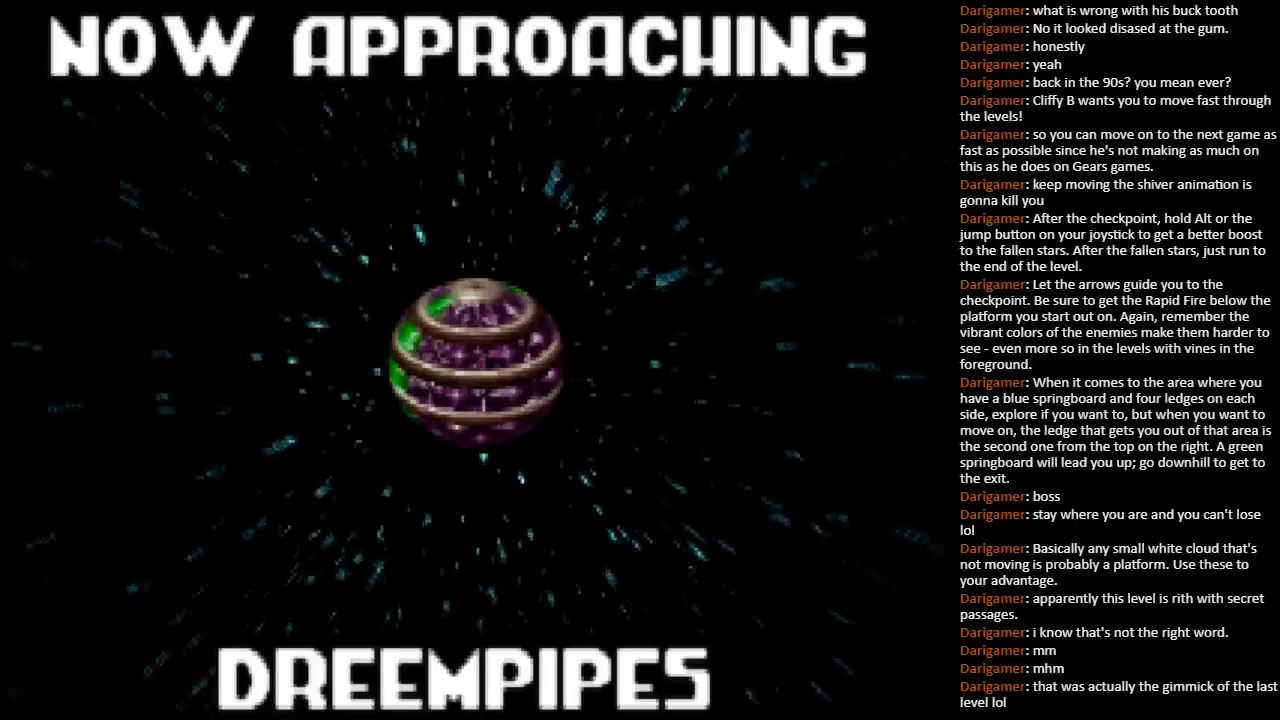 NOW APPROACHING
DREEMPIPES
Darigamer: what is wrong with his buck tooth
Darigamer: No it looked disased at the gum.
Darigamer: honestly
Darigamer: yeah
Darigamer: back in the 90s? you mean ever?
Darigamer: Cliffy B wants you to move fast through
the levels!
Darigamer: so you can move on to the next game as
fast as possible since he's not making as much on
this as he does on Gears games.
Darigamer: keep moving the shiver animation is
gonna kill you
Darigamer: After the checkpoint, hold Alt or the
jump button on your joystick to get a better boost
to the fallen stars. After the fallen stars, just run to
the end of the level.
Darigamer: Let the arrows guide you to the
checkpoint. Be sure to get the Rapid Fire below the
platform you start out on. Again, remember the
vibrant colors of the enemies make them harder to
see - even more so in the levels with vines in the
foreground.
Darigamer: When it comes to the area where you
have a blue springboard and four ledges on each
side, explore if you want to, but when you want to
move on, the ledge that gets you out of that area is
the second one from the top on the right. A green
springboard will lead you up; go downhill to get to
the exit.
Darigamer: boss
Darigamer: stay where you are and you can't lose
lol
Darigamer: Basically any small white cloud that's
not moving is probably a platform. Use these to
your advantage.
Darigamer: apparently this level is rith with secret
passages.
Darigamer: i know that's not the right word.
Darigamer: mm
Darigamer: mhm
Darigamer: that was actually the gimmick of the last
level lol